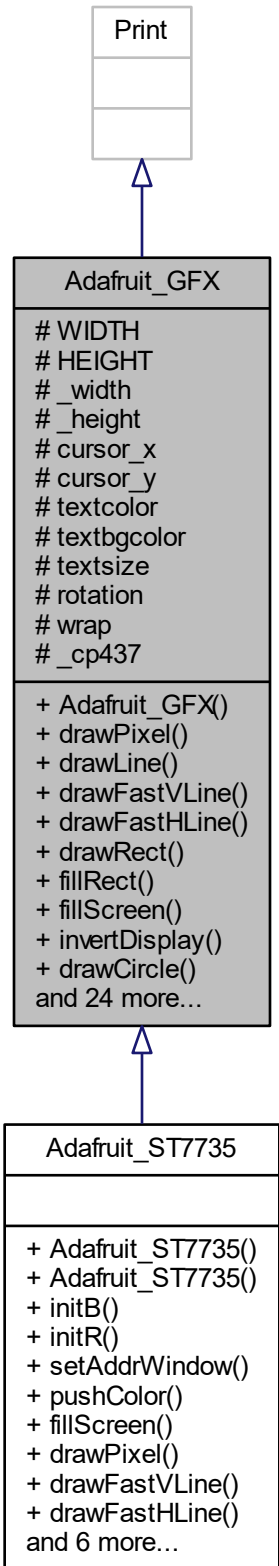 Print
Adafruit_GFX
# WIDTH
# HEIGHT
# _width
# _height
# cursor_x
# cursor_y
# textcolor
# textbgcolor
# textsize
# rotation
# wrap
# _cp437
+ Adafruit_GFX()
+ drawPixel()
+ drawLine()
+ drawFastVLine()
+ drawFastHLine()
+ drawRect()
+ fillRect()
+ fillScreen()
+ invertDisplay()
+ drawCircle()
and 24 more...
Adafruit_ST7735
+ Adafruit_ST7735()
+ Adafruit_ST7735()
+ initB()
+ initR()
+ setAddrWindow()
+ pushColor()
+ fillScreen()
+ drawPixel()
+ drawFastVLine()
+ drawFastHLine()
and 6 more...